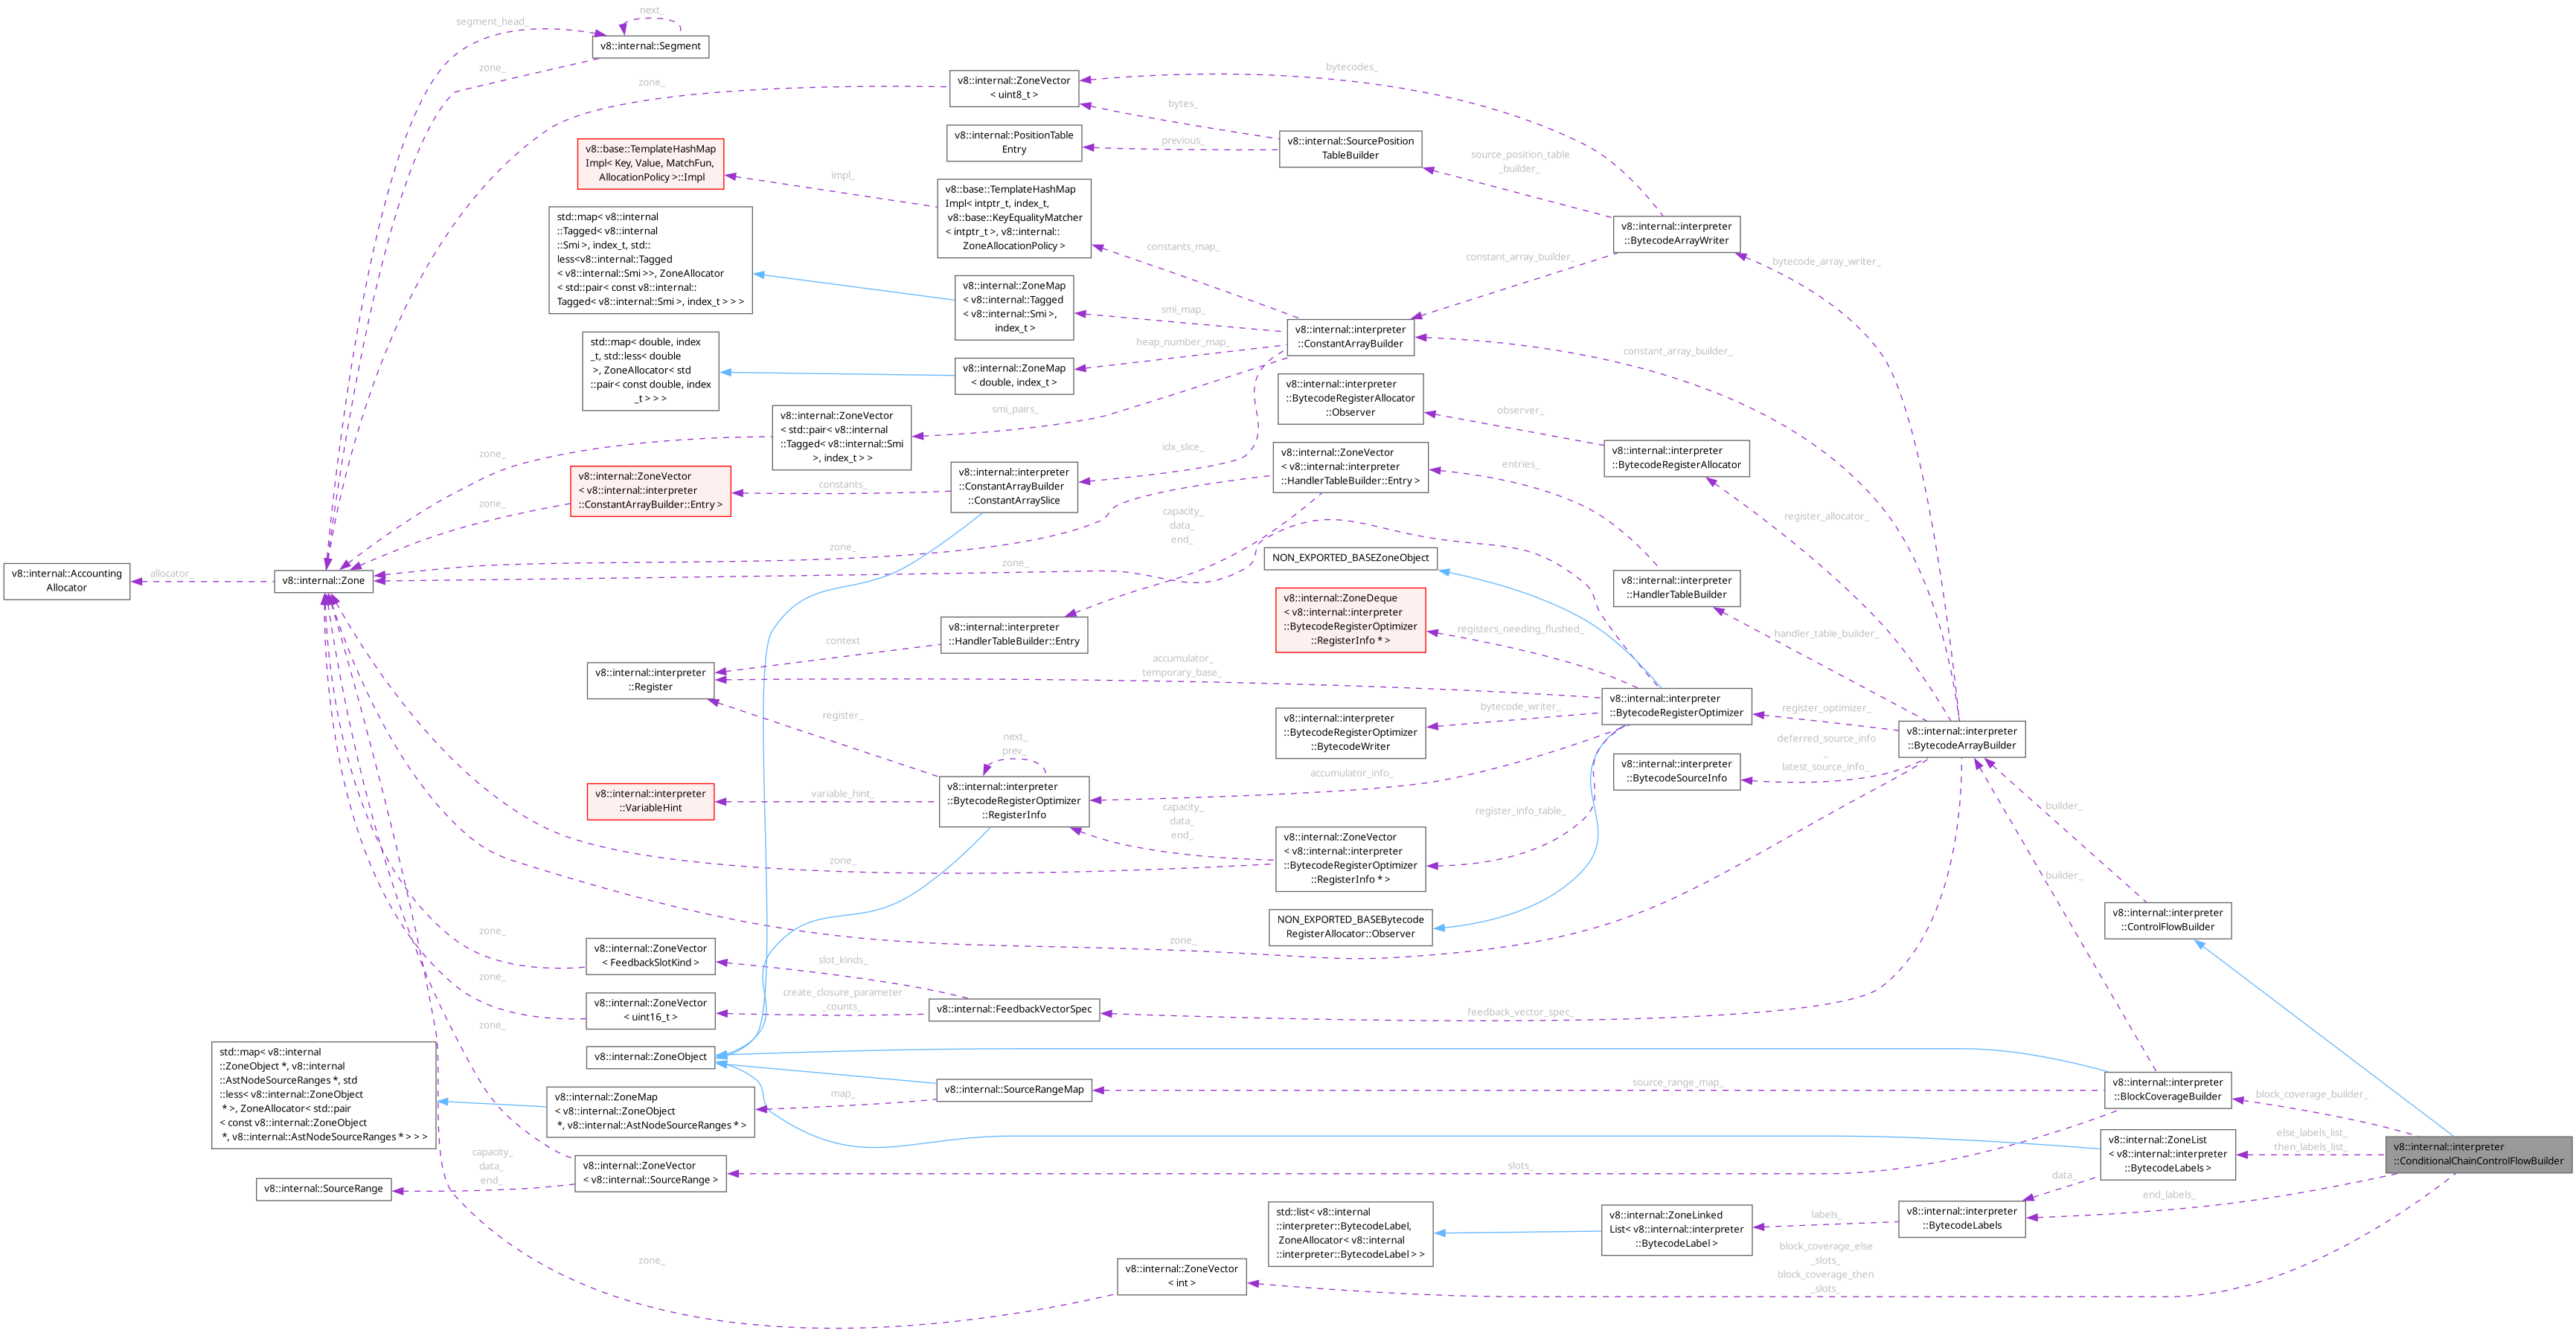 segment_head_
next_
v8::internal::Segment
zone_
zone_
v8::internal::ZoneVector
< uint8_t >
bytecodes_
bytes_
v8::internal::PositionTable
Entry
previous_
v8::internal::SourcePosition
TableBuilder
source_position_table
_builder_
v8::base::TemplateHashMap
Impl< Key, Value, MatchFun,
AllocationPolicy >::Impl
impl_
v8::base::TemplateHashMap
Impl< intptr_t, index_t,
v8::base::KeyEqualityMatcher
< intptr_t >, v8::internal::
ZoneAllocationPolicy >
constants_map_
v8::internal::interpreter
::BytecodeArrayWriter
constant_array_builder_
bytecode_array_writer_
std::map< v8::internal
::Tagged< v8::internal
::Smi >, index_t, std::
less<v8::internal::Tagged
< v8::internal::Smi >>, ZoneAllocator
< std::pair< const v8::internal::
Tagged< v8::internal::Smi >, index_t > > >
v8::internal::ZoneMap
< v8::internal::Tagged
< v8::internal::Smi >,
index_t >
smi_map_
v8::internal::interpreter
::ConstantArrayBuilder
heap_number_map_
constant_array_builder_
std::map< double, index
_t, std::less< double
>, ZoneAllocator< std
::pair< const double, index
_t > > >
v8::internal::ZoneMap
< double, index_t >
v8::internal::interpreter
::BytecodeRegisterAllocator
::Observer
observer_
smi_pairs_
v8::internal::ZoneVector
< std::pair< v8::internal
::Tagged< v8::internal::Smi
>, index_t > >
zone_
idx_slice_
v8::internal::ZoneVector
< v8::internal::interpreter
::HandlerTableBuilder::Entry >
entries_
v8::internal::interpreter
::BytecodeRegisterAllocator
v8::internal::ZoneVector
< v8::internal::interpreter
::ConstantArrayBuilder::Entry >
zone_
constants_
v8::internal::interpreter
::ConstantArrayBuilder
::ConstantArraySlice
capacity_
data_
end_
register_allocator_
v8::internal::Accounting
Allocator
allocator_
v8::internal::Zone
zone_
zone_
NON_EXPORTED_BASEZoneObject
v8::internal::interpreter
::HandlerTableBuilder
v8::internal::ZoneDeque
< v8::internal::interpreter
::BytecodeRegisterOptimizer
::RegisterInfo * >
registers_needing_flushed_
handler_table_builder_
v8::internal::interpreter
::HandlerTableBuilder::Entry
context
v8::internal::interpreter
::Register
accumulator_
temporary_base_
v8::internal::interpreter
::BytecodeRegisterOptimizer
register_optimizer_
register_
v8::internal::interpreter
::BytecodeRegisterOptimizer
::BytecodeWriter
bytecode_writer_
v8::internal::interpreter
::BytecodeArrayBuilder
next_
prev_
v8::internal::interpreter
::BytecodeSourceInfo
deferred_source_info
_
latest_source_info_
v8::internal::interpreter
::VariableHint
variable_hint_
v8::internal::interpreter
::BytecodeRegisterOptimizer
::RegisterInfo
accumulator_info_
capacity_
data_
end_
register_info_table_
builder_
v8::internal::ZoneVector
< v8::internal::interpreter
::BytecodeRegisterOptimizer
::RegisterInfo * >
zone_
builder_
NON_EXPORTED_BASEBytecode
RegisterAllocator::Observer
v8::internal::interpreter
::ControlFlowBuilder
zone_
v8::internal::ZoneVector
< FeedbackSlotKind >
zone_
slot_kinds_
v8::internal::ZoneVector
< uint16_t >
zone_
create_closure_parameter
_counts_
v8::internal::FeedbackVectorSpec
feedback_vector_spec_
zone_
v8::internal::ZoneObject
std::map< v8::internal
::ZoneObject *, v8::internal
::AstNodeSourceRanges *, std
::less< v8::internal::ZoneObject
* >, ZoneAllocator< std::pair
< const v8::internal::ZoneObject
*, v8::internal::AstNodeSourceRanges * > > >
v8::internal::ZoneMap
< v8::internal::ZoneObject
*, v8::internal::AstNodeSourceRanges * >
map_
v8::internal::SourceRangeMap
source_range_map_
v8::internal::interpreter
::BlockCoverageBuilder
block_coverage_builder_
v8::internal::ZoneList
< v8::internal::interpreter
::BytecodeLabels >
else_labels_list_
then_labels_list_
v8::internal::interpreter
::ConditionalChainControlFlowBuilder
v8::internal::SourceRange
capacity_
data_
end_
v8::internal::ZoneVector
< v8::internal::SourceRange >
slots_
data_
end_labels_
std::list< v8::internal
::interpreter::BytecodeLabel,
ZoneAllocator< v8::internal
::interpreter::BytecodeLabel > >
v8::internal::ZoneLinked
List< v8::internal::interpreter
::BytecodeLabel >
labels_
v8::internal::interpreter
::BytecodeLabels
zone_
v8::internal::ZoneVector
< int >
block_coverage_else
_slots_
block_coverage_then
_slots_